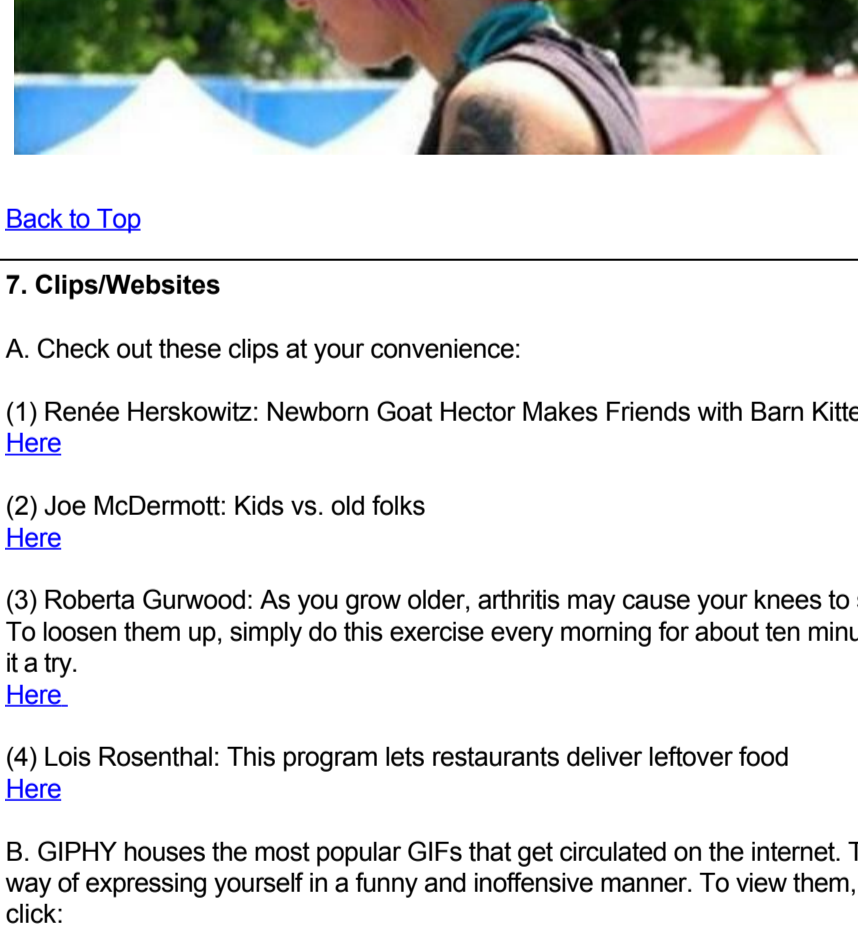 Back to Top
7. Clips/Websites
A. Check out these clips at your convenience:
(1) Renée Herskowitz: Newborn Goat Hector Makes Friends with Barn
Here
(2) Joe McDermott: Kids vs. old folks
Here
(3) Roberta Gurwood: As you grow older, arthritis may cause your knees to
To loosen them up, simply do this exercise every morning for about ten
it a try.
Here
(4) Lois Rosenthal: This program lets restaurants deliver leftover food
Here
B. GIPHY houses the most popular GIFs that get circulated on the internet.
way of expressing yourself in a funny and inoffensive manner. To view them,
click: